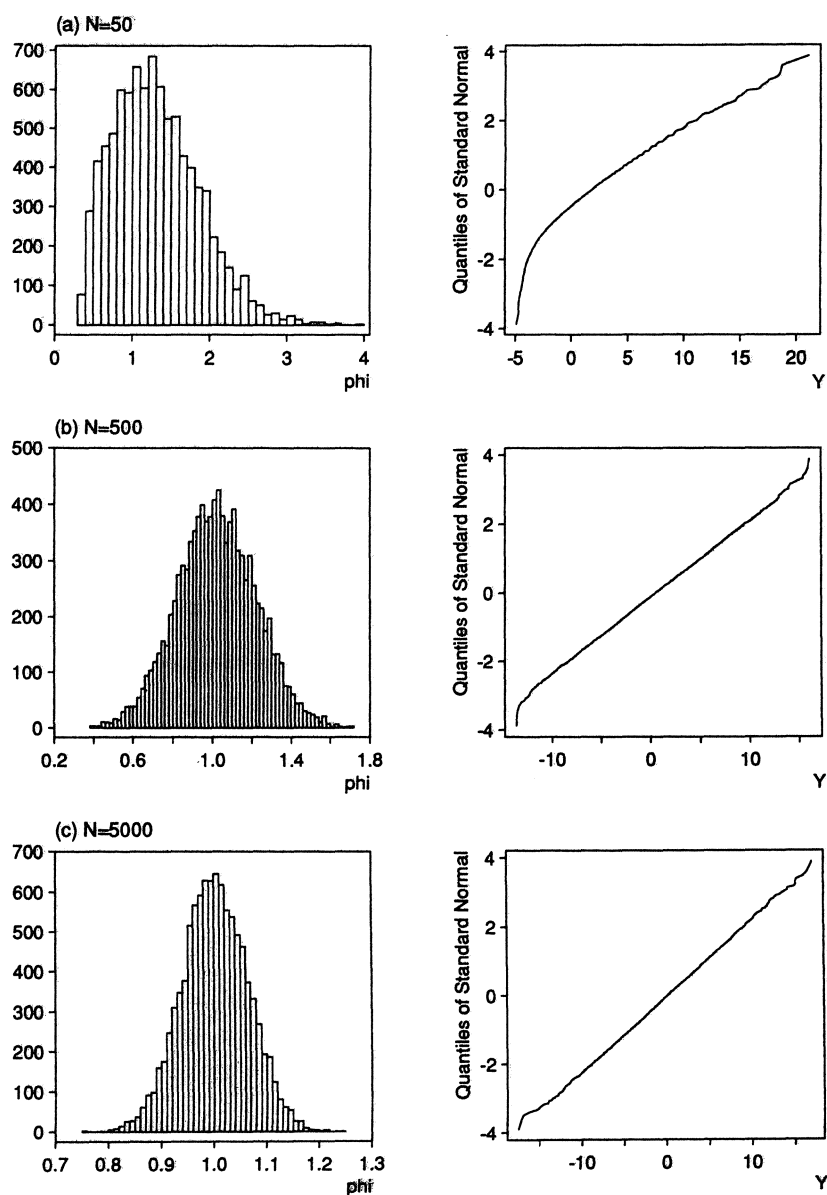 (a) N=50
700
600
500
400
300
200
100
0
0 1 2 3 4
phi
Quantiles of Standard Normal
4
2
0
-2
-4
-5 0 5 10 15 20
Y
(b) N=500
500
400
300
200
100
0
0.2 0.6 1.0 1.4 1.8
phi
Quantiles of Standard Normal
4
2
0
-2
-4
-10 0 10
Y
(c) N=5000
700
600
500
400
300
200
100
0
0.7 0.8 0.9 1.0 1.1 1.2 1.3
phi
Quantiles of Standard Normal
4
2
0
-2
-4
-10 0 10
Y